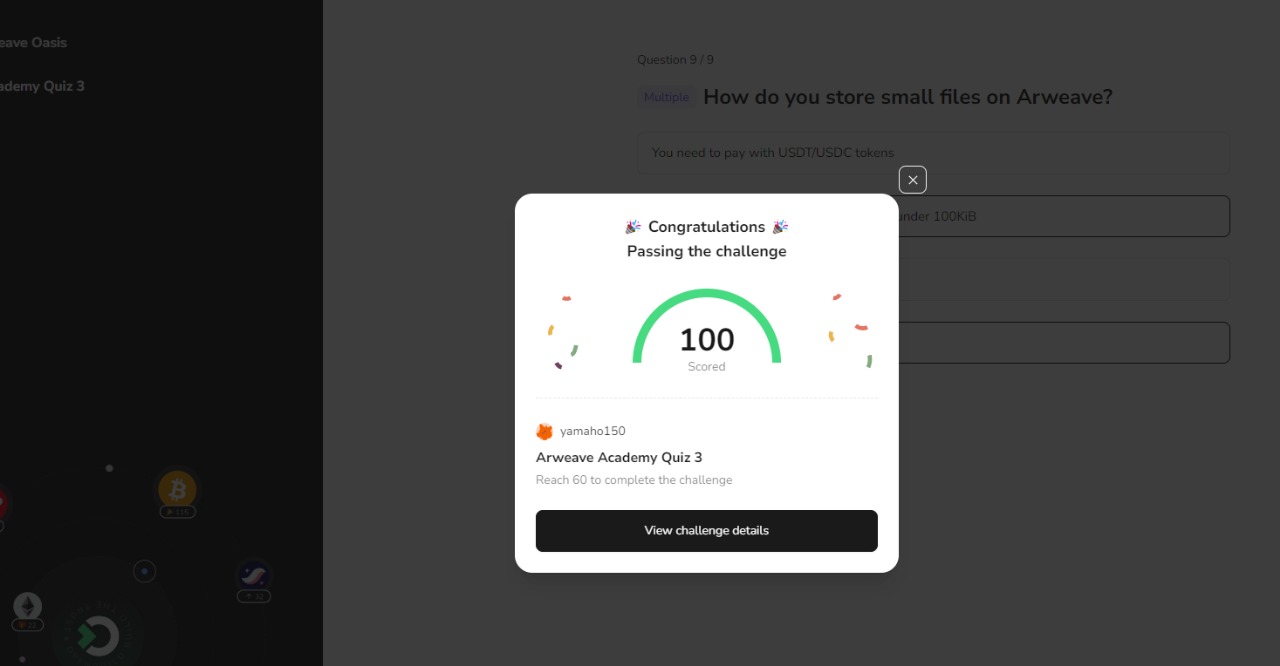 eave Oasis
ademy Quiz 3
Question 9 / 9
Multiple How do you store small files on Arweave?
You need to pay with USDT/USDC tokens
under 100KiB
Congratulations
Passing the challenge
100
Scored
yamaho150
Arweave Academy Quiz 3
Reach 60 to complete the challenge
View challenge details